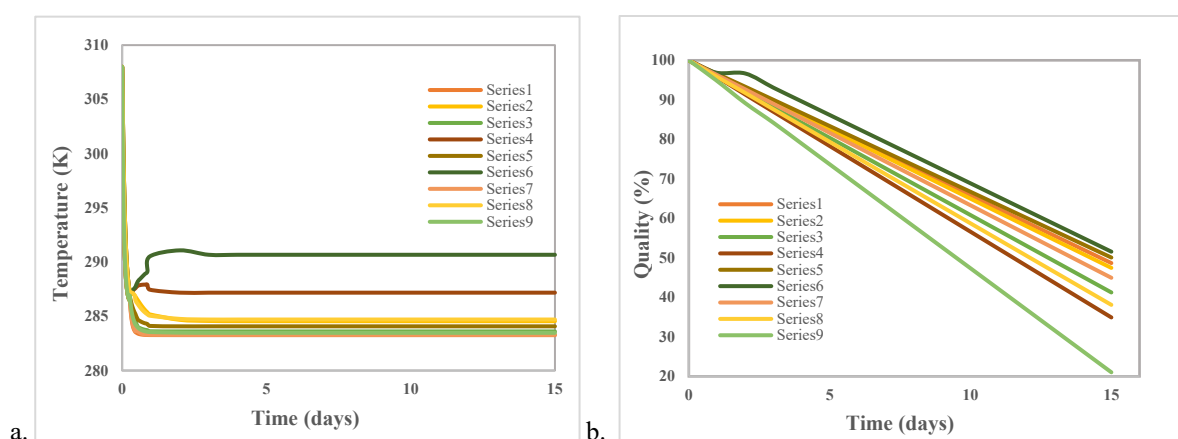 310
305
300
295
290
285
280
Temperature (K)
Series1
Series2
Series3
Series4
Series5
Series6
Series7
Series8
Series9
0
5
10
15
Time (days)
a.
100
90
80
70
60
50
40
30
20
Quality (%)
Series1
Series2
Series3
Series4
Series5
Series6
Series7
Series8
Series9
0
5
10
15
Time (days)
b.